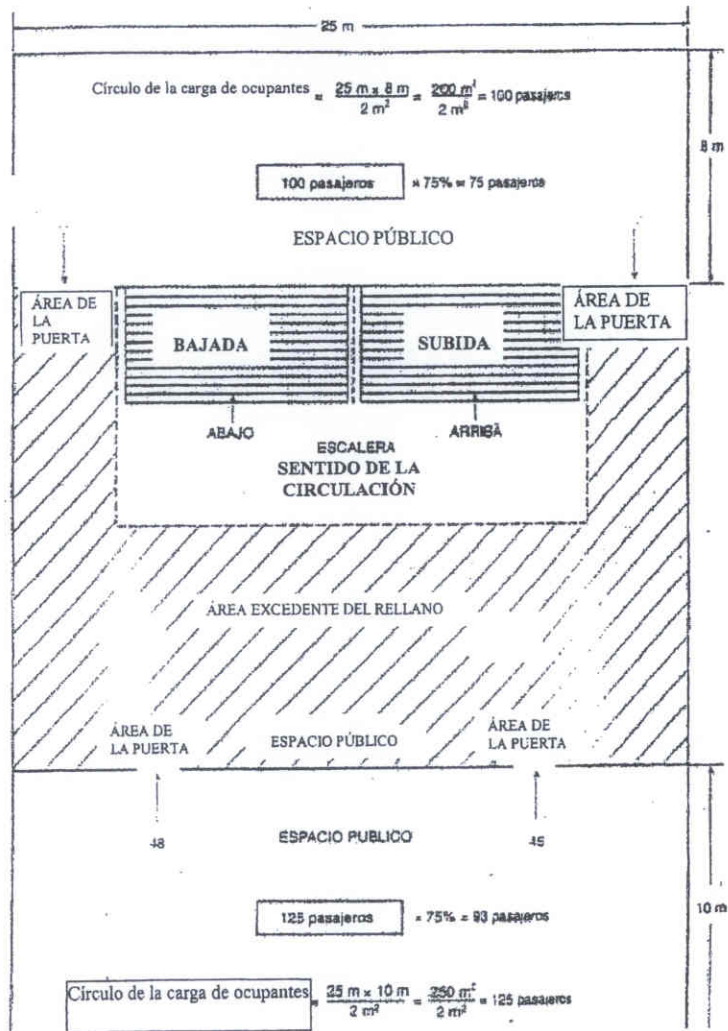 25 m
Círculo de la carga de ocupantes = 25 m x 8 m / 2 m² = 200 m² / 2 m² = 100 pasajeros
8 m
100 pasajeros x 75% = 75 pasajeros
ESPACIO PÚBLICO
ÁREA DE
LA
PUERTA
ÁREA DE
LA PUERTA
BAJADA
SUBIDA
ABAJO
ARRIBA
ESCALERA
SENTIDO DE LA
CIRCULACIÓN
ÁREA EXCEDENTE DEL RELLANO
ÁREA DE
LA PUERTA
ESPACIO PÚBLICO
ÁREA DE
LA PUERTA
ESPACIO PUBLICO
125 pasajeros = 75% = 93 pasajeros
10 m
Círculo de la carga de ocupantes = 25 m x 10 m / 2 m² = 250 m² / 2 m² = 125 pasajeros